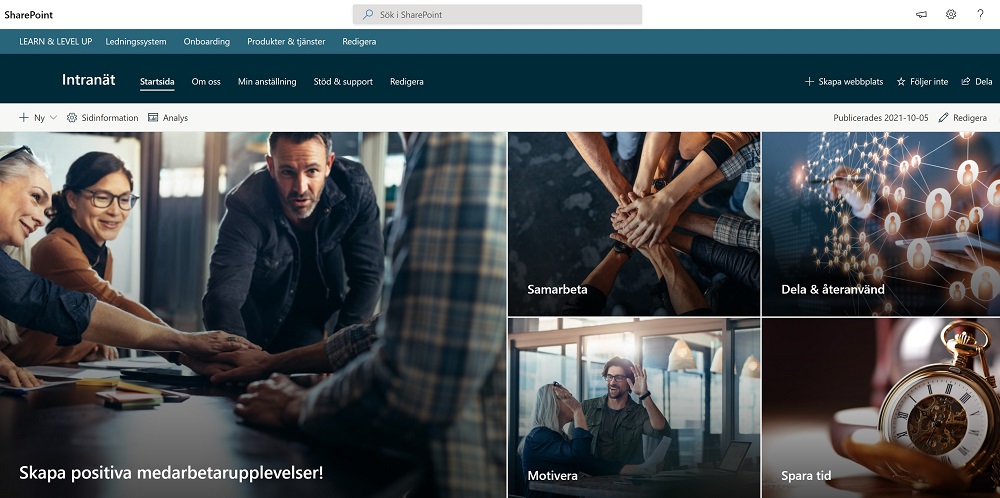 SharePoint
Sök i SharePoint
?
LEARN & LEVEL UP Ledningssystem Onboarding Produkter & tjänster Redigera
Intranät Startsida Om oss Min anställning Stöd & support Redigera
Skapa webbplats Följer inte Dela
Ny Sidinformation Analys
Publicerades 2021-10-05 Redigera
Skapa positiva medarbetarupplevelser!
Samarbeta
Dela & återanvänd
Motivera
Spara tid